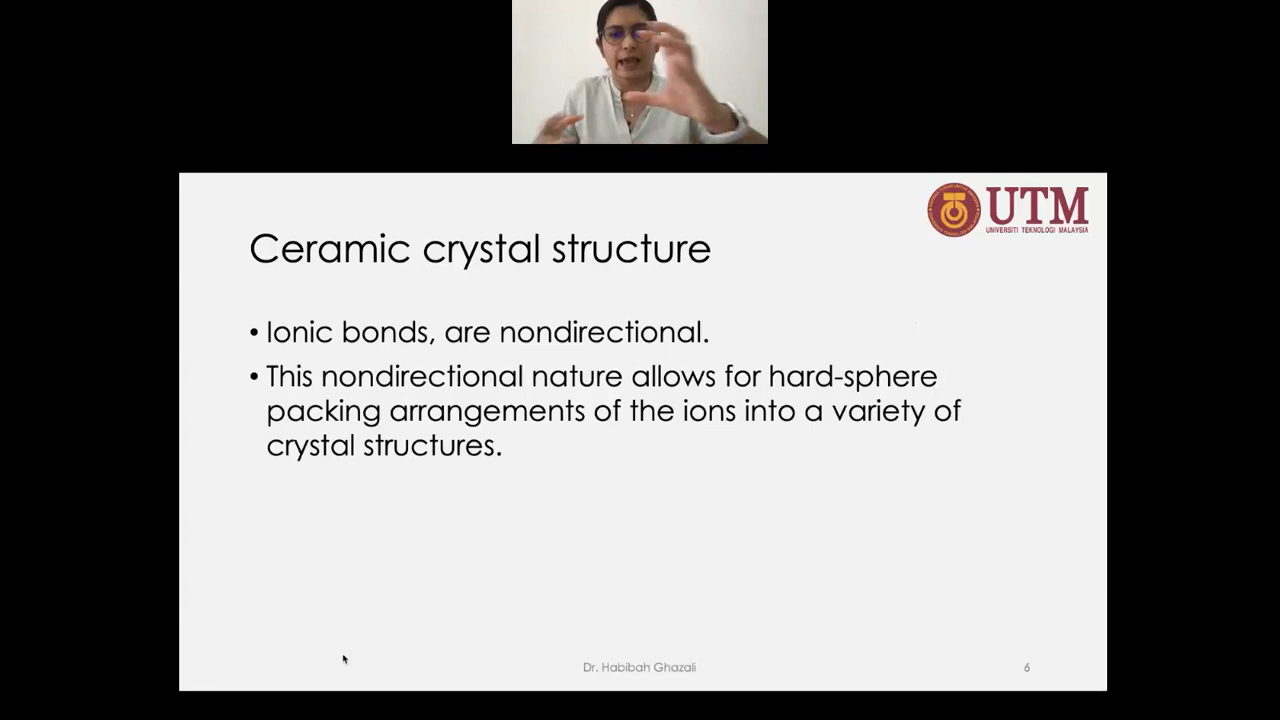 UTM
UNIVERSITI TEKNOLOGI MALAYSIA
Ceramic crystal structure
• Ionic bonds, are nondirectional.
• This nondirectional nature allows for hard-sphere
packing arrangements of the ions into a variety of
crystal structures.
Dr. Habibah Ghazali
6